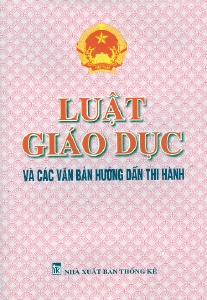 LUẬT
GIÁO DỤC
VÀ CÁC VĂN BẢN HƯỚNG DẪN THI HÀNH
NHÀ XUẤT BẢN THỐNG KÊ